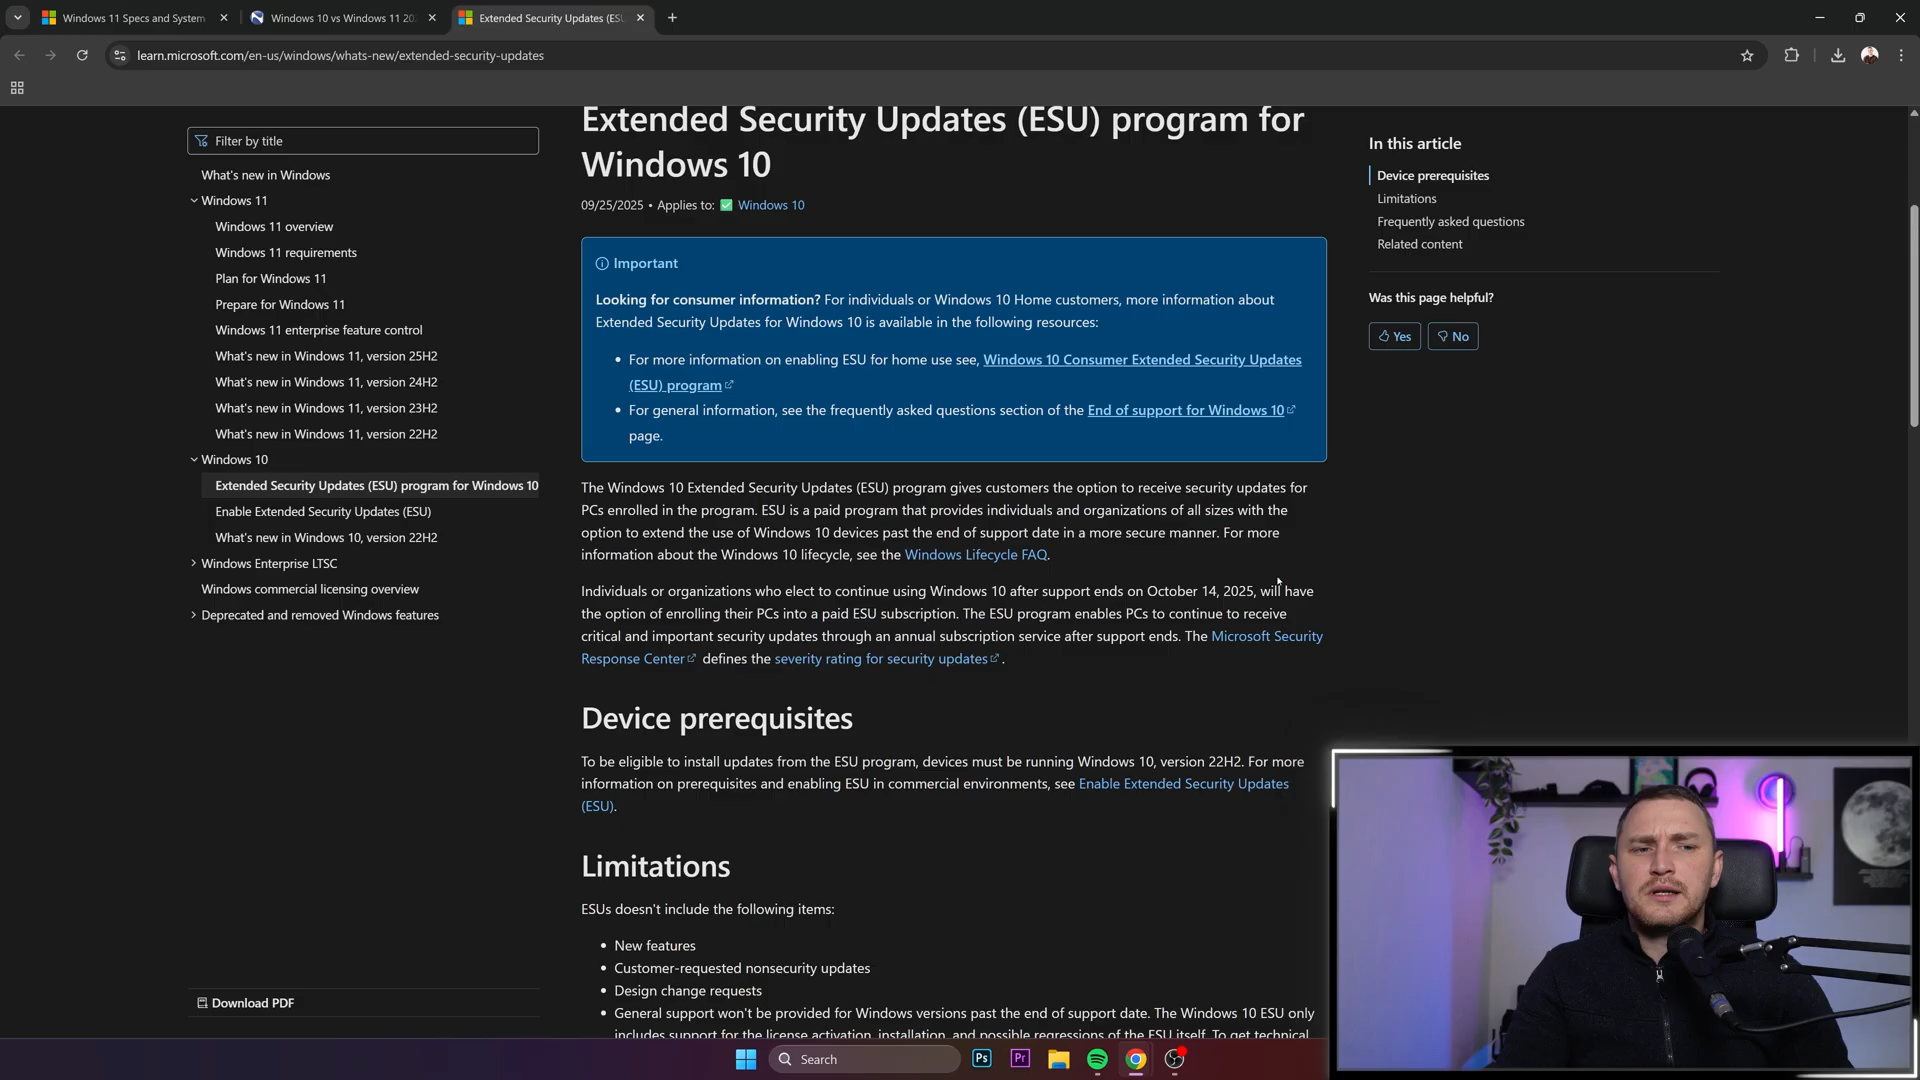 Windows 11 Specs and System
Windows 10 vs Windows 11 20
Extended Security Updates (ESU
learn.microsoft.com/en-us/windows/whats-new/extended-security-updates
Filter by title
What's new in Windows
Windows 11
Windows 11 overview
Windows 11 requirements
Plan for Windows 11
Prepare for Windows 11
Windows 11 enterprise feature control
What's new in Windows 11, version 25H2
What's new in Windows 11, version 24H2
What's new in Windows 11, version 23H2
What's new in Windows 11, version 22H2
Windows 10
Extended Security Updates (ESU) program for Windows 10
Enable Extended Security Updates (ESU)
What's new in Windows 10, version 22H2
Windows Enterprise LTSC
Windows commercial licensing overview
Deprecated and removed Windows features
Download PDF
Extended Security Updates (ESU) program for
Windows 10
09/25/2025 • Applies to: ✅ Windows 10
Important
Looking for consumer information? For individuals or Windows 10 Home customers, more information about
Extended Security Updates for Windows 10 is available in the following resources:
• For more information on enabling ESU for home use see, Windows 10 Consumer Extended Security Updates
(ESU) program
• For general information, see the frequently asked questions section of the End of support for Windows 10
page.
The Windows 10 Extended Security Updates (ESU) program gives customers the option to receive security updates for
PCs enrolled in the program. ESU is a paid program that provides individuals and organizations of all sizes with the
option to extend the use of Windows 10 devices past the end of support date in a more secure manner. For more
information about the Windows 10 lifecycle, see the Windows Lifecycle FAQ.
Individuals or organizations who elect to continue using Windows 10 after support ends on October 14, 2025, will have
the option of enrolling their PCs into a paid ESU subscription. The ESU program enables PCs to continue to receive
critical and important security updates through an annual subscription service after support ends. The Microsoft Security
Response Center defines the severity rating for security updates.
Device prerequisites
To be eligible to install updates from the ESU program, devices must be running Windows 10, version 22H2. For more
information on prerequisites and enabling ESU in commercial environments, see Enable Extended Security Updates
(ESU).
Limitations
ESUs doesn't include the following items:
• New features
• Customer-requested nonsecurity updates
• Design change requests
• General support won't be provided for Windows versions past the end of support date. The Windows 10 ESU only
includes support for the license activation, installation, and possible regressions of the ESU itself. To get technical
In this article
Device prerequisites
Limitations
Frequently asked questions
Related content
Was this page helpful?
Yes
No
Search
Ps
Pr